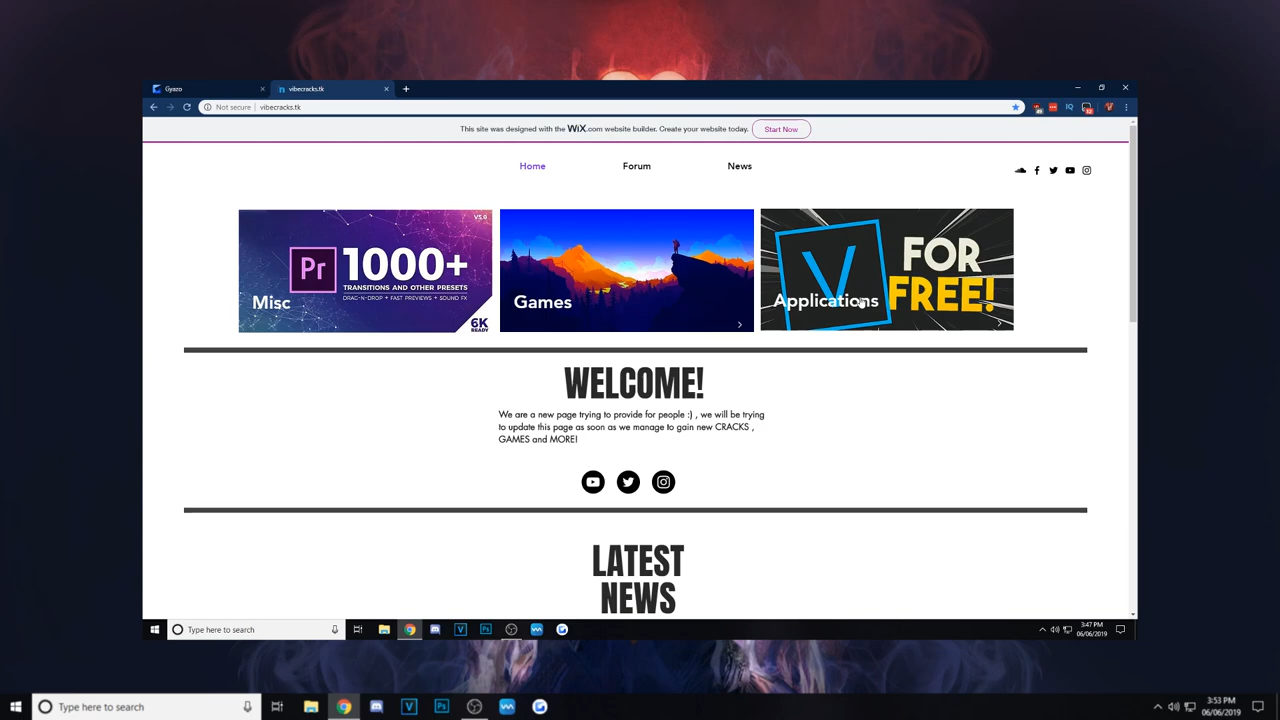 Gyazo
vibecracks.tk
Not secure
vibecracks.tk
This site was designed with the WiX.com website builder. Create your website today.
Start Now
Home
Forum
News
V5.0
Pr
1000+
TRANSITIONS AND OTHER PRESETS
DRAG-N-DROP + FAST PREVIEWS + SOUND FX
6K
READY
Misc
Games
V
FOR
FREE!
Applications
WELCOME!
We are a new page trying to provide for people :) , we will be trying
to update this page as soon as we manage to gain new CRACKS ,
GAMES and MORE!
LATEST
NEWS
Type here to search
V
Ps
3:47 PM
06/06/2019
Type here to search
V
Ps
3:53 PM
06/06/2019